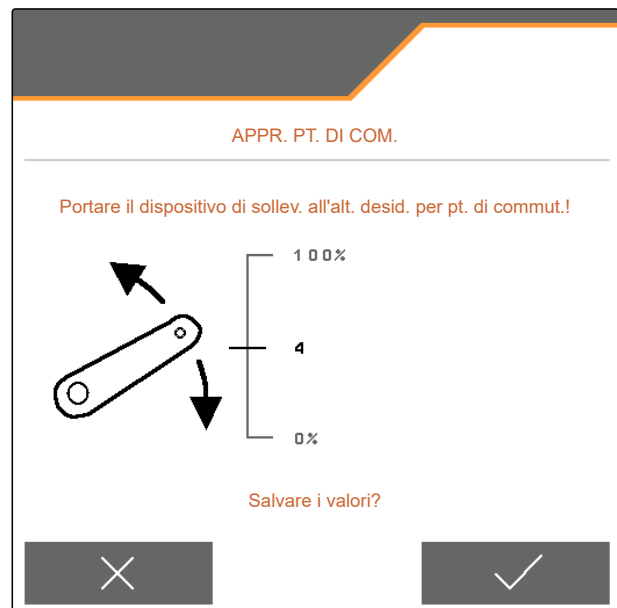 APPR. PT. DI COM.
Portare il dispositivo di sollev. all'alt. desid. per pt. di commut.!
100%
4
0%
Salvare i valori?